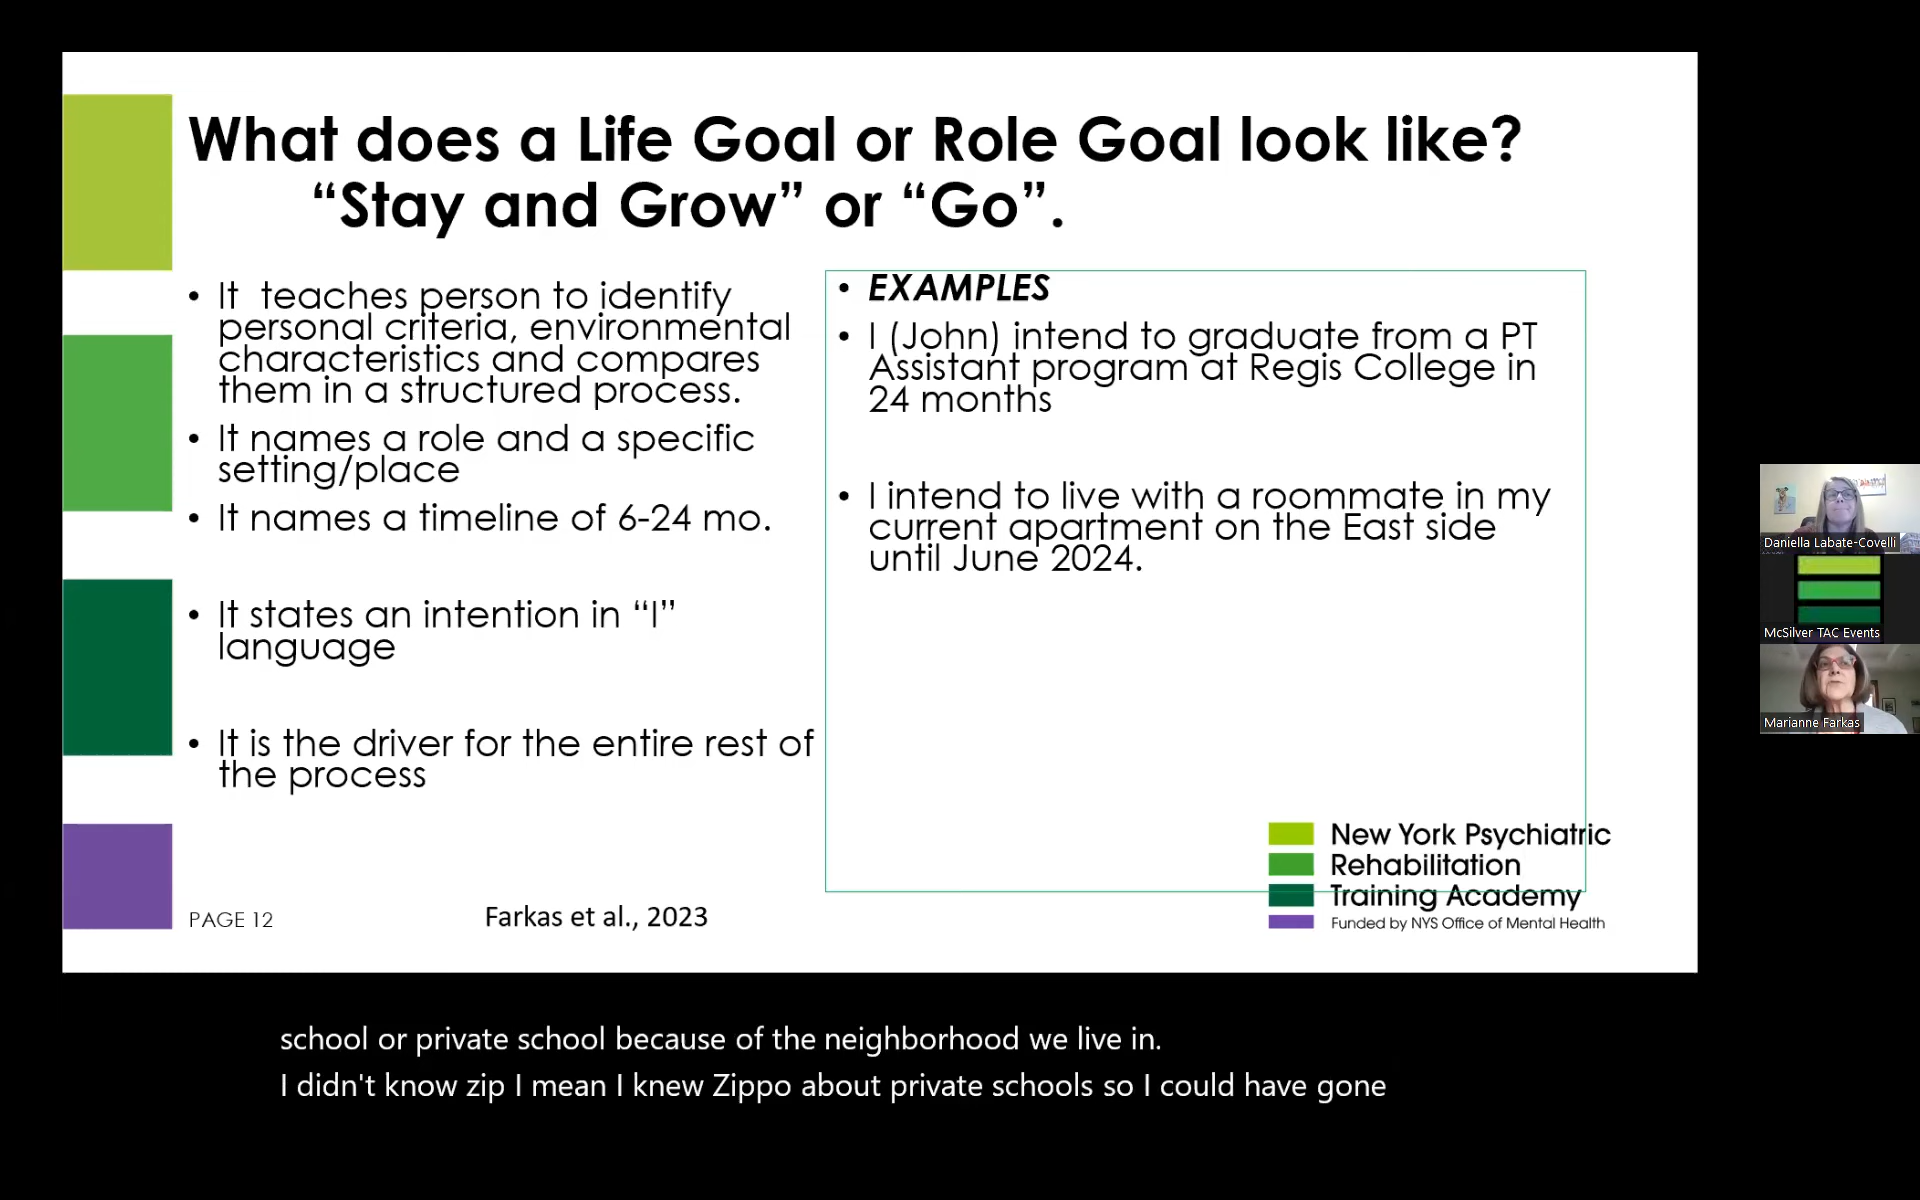 What does a Life Goal or Role Goal look like?
“Stay and Grow” or “Go”.
• It  teaches person to identify
personal criteria, environmental
characteristics and compares
them in a structured process.
• It names a role and a specific
setting/place
• It names a timeline of 6-24 mo.
• It states an intention in “I”
language
• It is the driver for the entire rest of
the process
• EXAMPLES
• I (John) intend to graduate from a PT
Assistant program at Regis College in
24 months
• I intend to live with a roommate in my
current apartment on the East side
until June 2024.
PAGE 12
Farkas et al., 2023
New York Psychiatric
Rehabilitation
Training Academy
Funded by NYS Office of Mental Health
Daniella Labate-Covelli
McSilver TAC Events
Marianne Farkas
school or private school because of the neighborhood we live in.
I didn't know zip I mean I knew Zippo about private schools so I could have gone